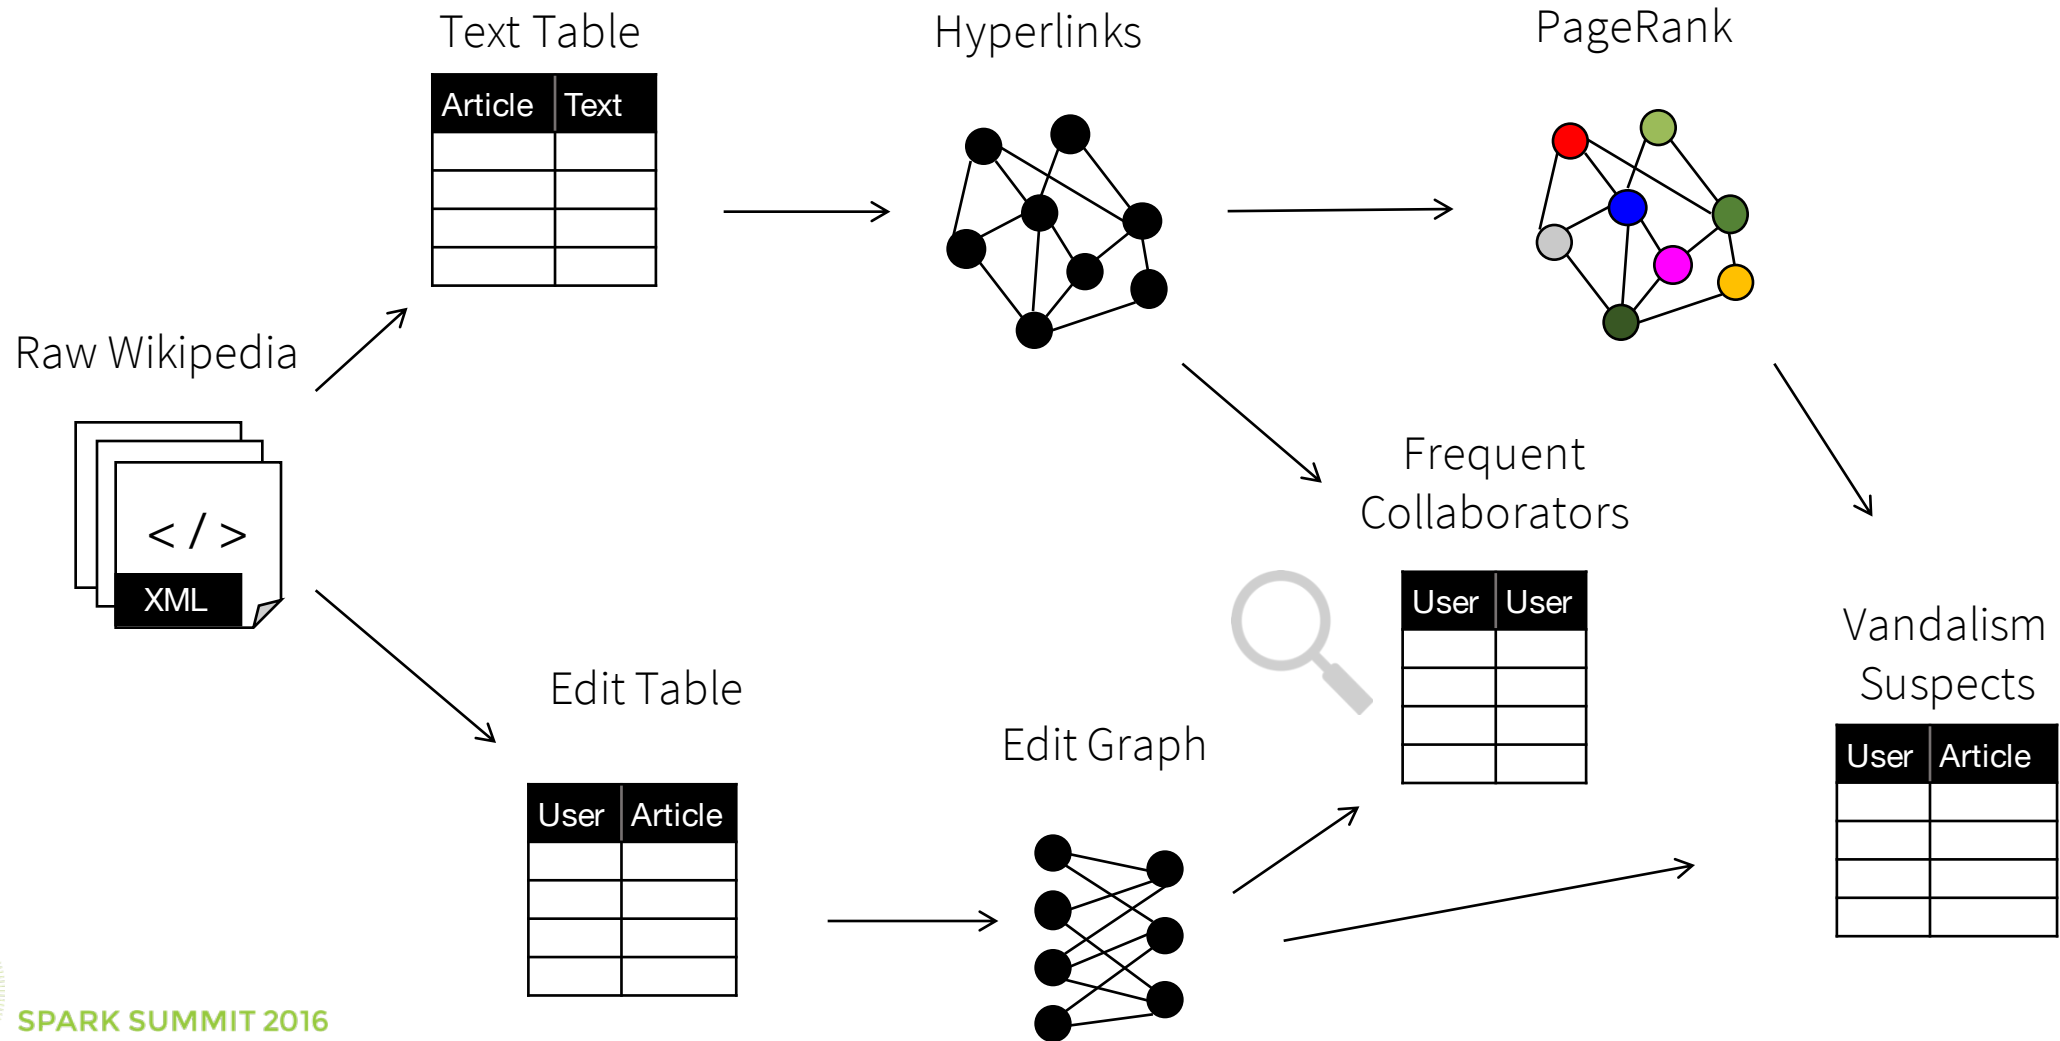 Text Table
Article Text
Hyperlinks
PageRank
Raw Wikipedia
</>
XML
Frequent
Collaborators
User User
Vandalism
Suspects
User Article
Edit Table
User Article
Edit Graph
SPARK SUMMIT 2016